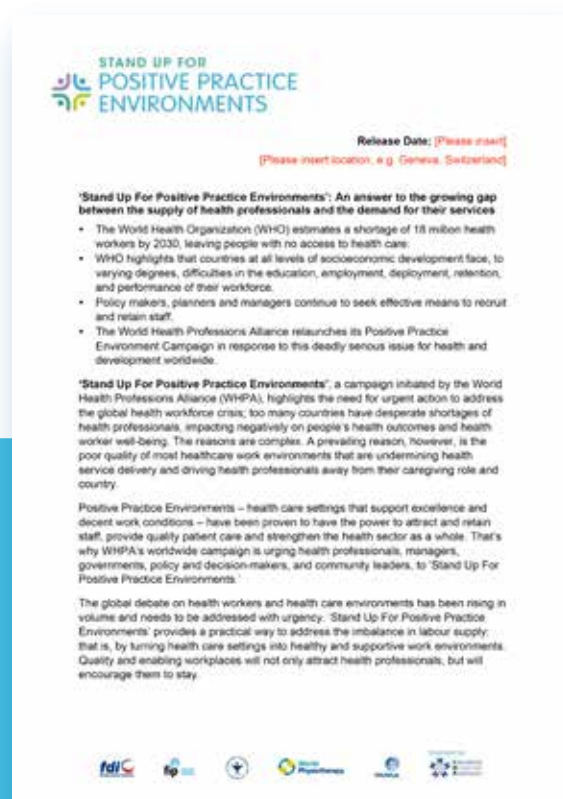 STAND UP FOR
POSITIVE PRACTICE
ENVIRONMENTS
Release Date: [Please insert]
[Please insert location, e.g. Geneva, Switzerland]
'Stand Up For Positive Practice Environments': An answer to the growing gap
between the supply of health professionals and the demand for their services
• The World Health Organization (WHO) estimates a shortage of 18 million health
workers by 2030, leaving people with no access to health care.
• WHO highlights that countries at all levels of socioeconomic development face, to
varying degrees, difficulties in the education, employment, deployment, retention,
and performance of their workforce.
• Policy makers, planners and managers continue to seek effective means to recruit
and retain staff.
• The World Health Professions Alliance relaunches its Positive Practice
Environment Campaign in response to this deadly serious issue for health and
development worldwide.
'Stand Up For Positive Practice Environments', a campaign initiated by the World
Health Professions Alliance (WHPA), highlights the need for urgent action to address
the global health workforce crisis; too many countries have desperate shortages of
health professionals, impacting negatively on people's health outcomes and health
worker well-being. The reasons are complex. A prevailing reason, however, is the
poor quality of most healthcare work environments that are undermining health
service delivery and driving health professionals away from their caregiving role and
country.
Positive Practice Environments – health care settings that support excellence and
decent work conditions – have been proven to have the power to attract and retain
staff, provide quality patient care and strengthen the health sector as a whole. That's
why WHPA's worldwide campaign is urging health professionals, managers,
governments, policy and decision-makers, and community leaders, to 'Stand Up For
Positive Practice Environments.'
The global debate on health workers and health care environments has been rising in
volume and needs to be addressed with urgency. 'Stand Up For Positive Practice
Environments' provides a practical way to address the imbalance in labour supply:
that is, by turning health care settings into healthy and supportive work environments.
Quality and enabling workplaces will not only attract health professionals, but will
encourage them to stay.
fdi
fip
World
Physiotherapy